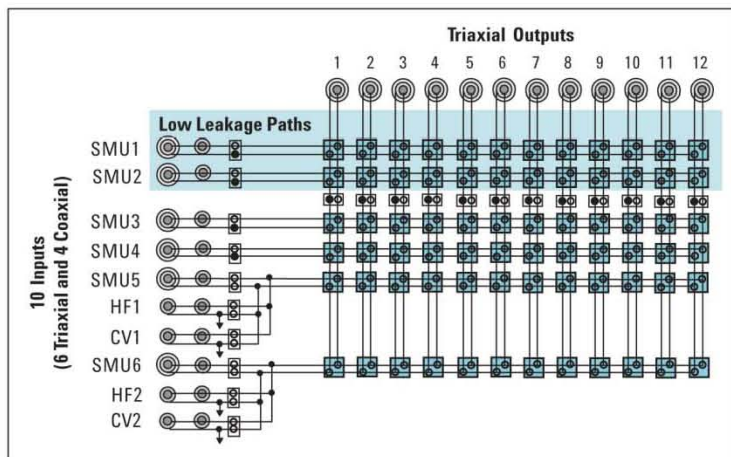 Triaxial Outputs
1 2 3 4 5 6 7 8 9 10 11 12
Low Leakage Paths
SMU1
SMU2
SMU3
SMU4
SMU5
HF1
CV1
SMU6
HF2
CV2
10 Inputs
(6 Triaxial and 4 Coaxial)